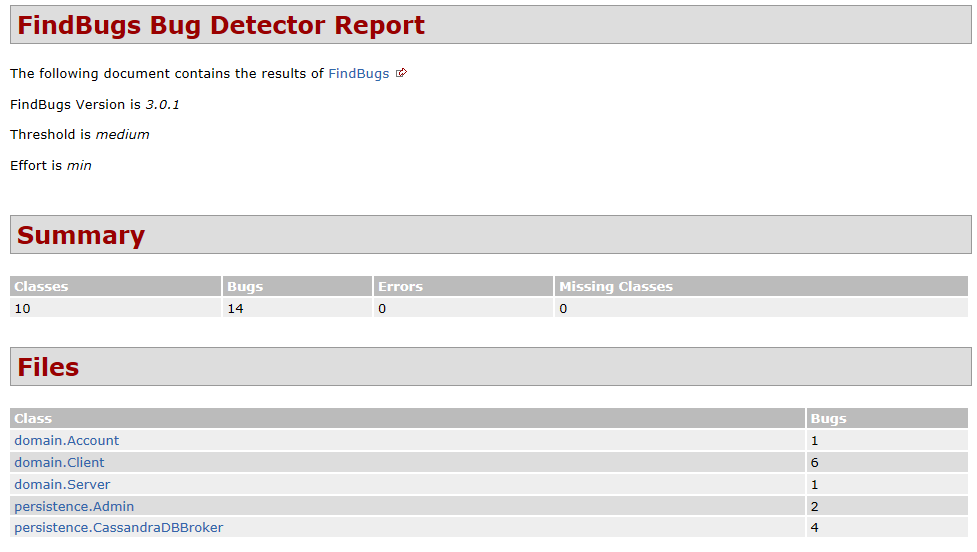 FindBugs Bug Detector Report
The following document contains the results of FindBugs
FindBugs Version is 3.0.1
Threshold is medium
Effort is min
Summary
Classes Bugs Errors Missing Classes
10 14 0 0
Files
Class Bugs
domain.Account 1
domain.Client 6
domain.Server 1
persistence.Admin 2
persistence.CassandraDBBroker 4